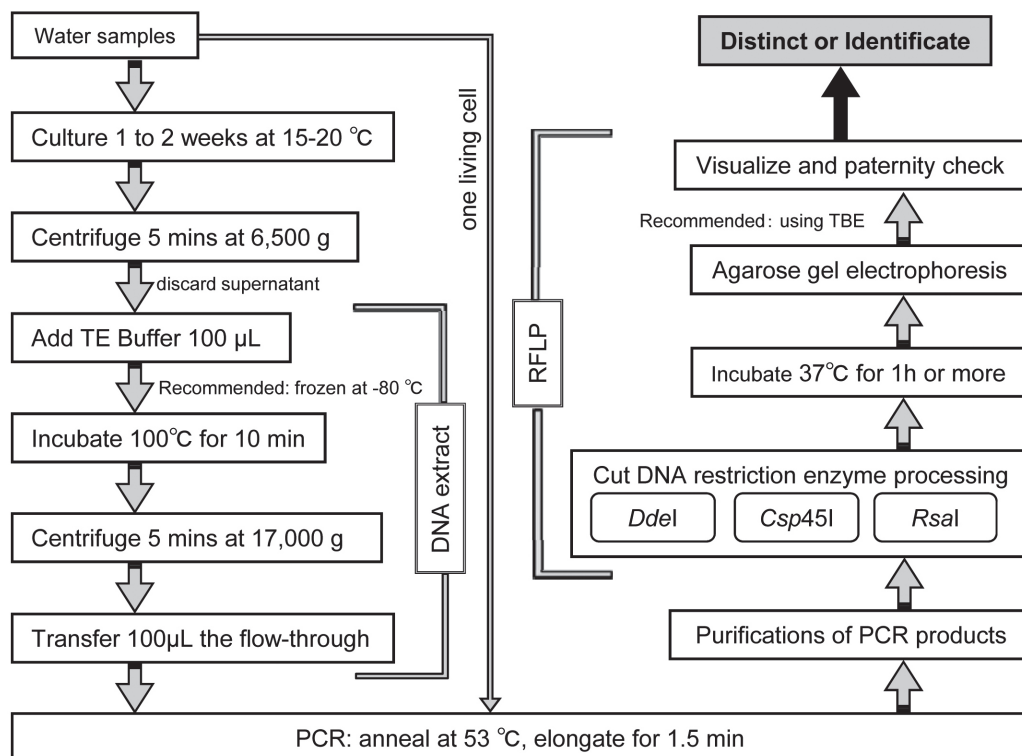 Water samples
Culture 1 to 2 weeks at 15-20 ℃
Centrifuge 5 mins at 6,500 g
discard supernatant
Add TE Buffer 100 μL
Recommended: frozen at -80 ℃
Incubate 100℃ for 10 min
Centrifuge 5 mins at 17,000 g
Transfer 100μL the flow-through
DNA extract
one living cell
PCR: anneal at 53 ℃, elongate for 1.5 min
Purifications of PCR products
Cut DNA restriction enzyme processing
DdeI Csp45I RsaI
Incubate 37℃ for 1h or more
Agarose gel electrophoresis
Recommended: using TBE
Visualize and paternity check
RFLP
Distinct or Identificate